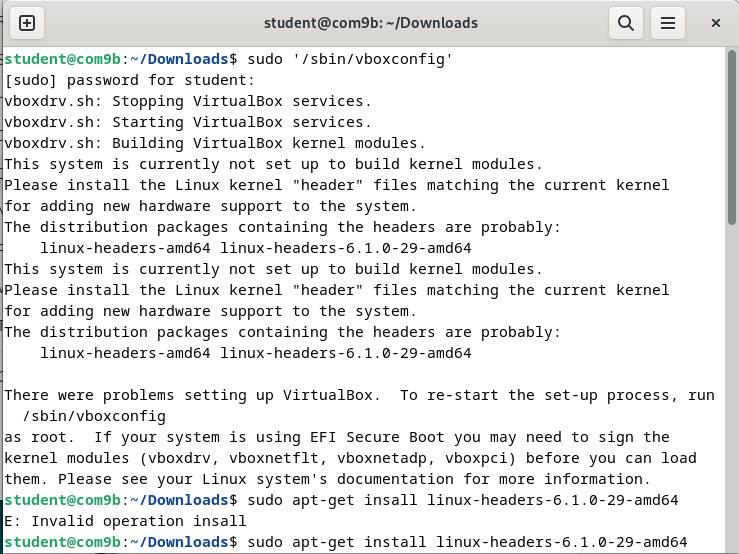 student@com9b: ~/Downloads
student@com9b:~/Downloads$ sudo '/sbin/vboxconfig'
[sudo] password for student:
vboxdrv.sh: Stopping VirtualBox services.
vboxdrv.sh: Starting VirtualBox services.
vboxdrv.sh: Building VirtualBox kernel modules.
This system is currently not set up to build kernel modules.
Please install the Linux kernel "header" files matching the current kernel
for adding new hardware support to the system.
The distribution packages containing the headers are probably:
    linux-headers-amd64 linux-headers-6.1.0-29-amd64
This system is currently not set up to build kernel modules.
Please install the Linux kernel "header" files matching the current kernel
for adding new hardware support to the system.
The distribution packages containing the headers are probably:
    linux-headers-amd64 linux-headers-6.1.0-29-amd64

There were problems setting up VirtualBox.  To re-start the set-up process, run
  /sbin/vboxconfig
as root.  If your system is using EFI Secure Boot you may need to sign the
kernel modules (vboxdrv, vboxnetflt, vboxnetadp, vboxpci) before you can load
them. Please see your Linux system's documentation for more information.
student@com9b:~/Downloads$ sudo apt-get insall linux-headers-6.1.0-29-amd64
E: Invalid operation insall
student@com9b:~/Downloads$ sudo apt-get install linux-headers-6.1.0-29-amd64